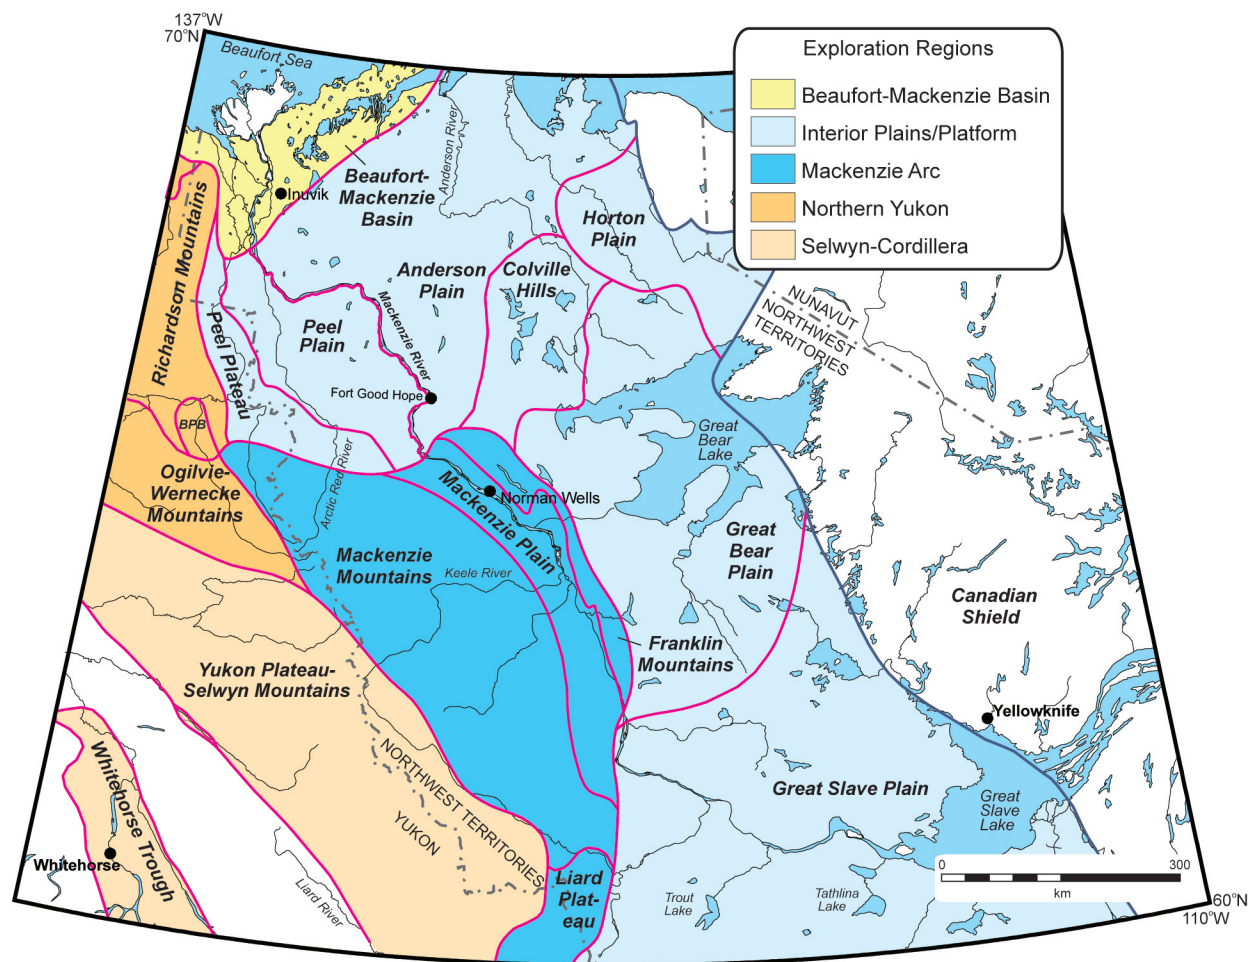 137°W
70°N
Beaufort Sea
Exploration Regions
Beaufort-Mackenzie Basin
Interior Plains/Platform
Mackenzie Arc
Northern Yukon
Selwyn-Cordillera
Anderson River
Inuvik
Beaufort-
Mackenzie
Basin
Richardson Mountains
Horton
Plain
Anderson
Plain
Colville
Hills
Mackenzie River
NUNAVUT
NORTHWEST
TERRITORIES
Peel
Plain
Peel Plateau
Fort Good Hope
BPB
Great
Bear
Lake
Ogilvie-
Wernecke
Mountains
Arctic Red River
Mackenzie Plain
Norman Wells
Great
Bear
Plain
Mackenzie
Mountains
Keele River
Canadian
Shield
Franklin
Mountains
Yukon Plateau-
Selwyn Mountains
Yellowknife
NORTHWEST TERRITORIES
YUKON
Whitehorse Trough
Great Slave Plain
Great
Slave
Lake
Whitehorse
Liard River
Liard
Plat-
eau
Trout
Lake
Tathlina
Lake
0
300
km
60°N
110°W